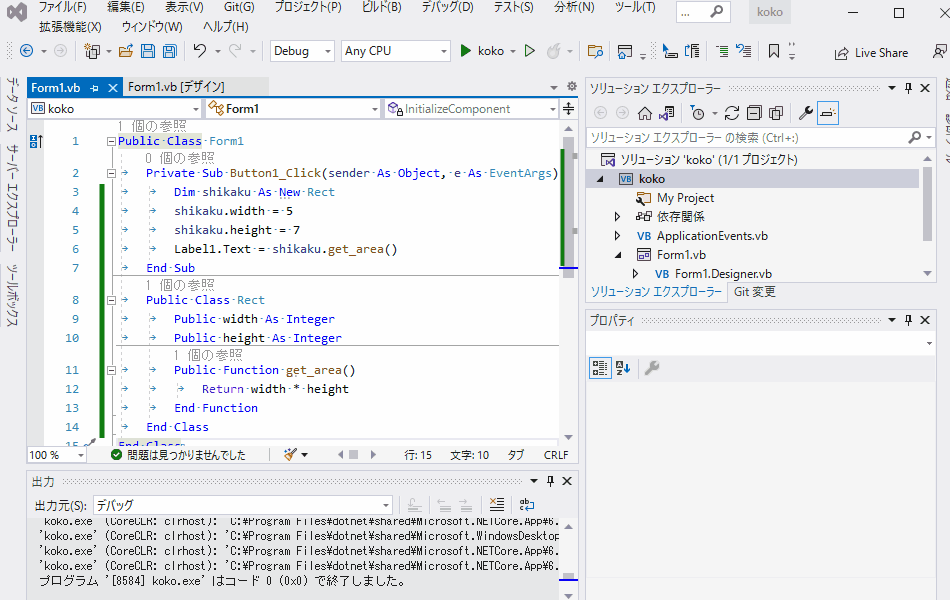 ファイル(F) 編集(E) 表示(V) Git(G) プロジェクト(P) ビルド(B) デバッグ(D) テスト(S) 分析(N) ツール(T) ... koko
拡張機能(X) ウィンドウ(W) ヘルプ(H)
Debug Any CPU koko Live Share
データソース
サーバー エクスプローラー
ツールボックス
Form1.vb Form1.vb [デザイン]
koko Form1 InitializeComponent
1 個の参照
1 Public Class Form1
0 個の参照
2 Private Sub Button1_Click(sender As Object, e As EventArgs)
3 Dim shikaku As New Rect
4 shikaku.width = 5
5 shikaku.height = 7
6 Label1.Text = shikaku.get_area()
7 End Sub
1 個の参照
8 Public Class Rect
9 Public width As Integer
10 Public height As Integer
1 個の参照
11 Public Function get_area()
12 Return width * height
13 End Function
14 End Class
15 End Class
100 % 問題は見つかりませんでした 行: 15 文字: 10 タブ CRLF
出力
出力元(S): デバッグ
'koko.exe' (CoreCLR: clrhost): 'C:¥Program Files¥dotnet¥shared¥Microsoft.NETCore.App¥6.
'koko.exe' (CoreCLR: clrhost): 'C:¥Program Files¥dotnet¥shared¥Microsoft.WindowsDesktop
'koko.exe' (CoreCLR: clrhost): 'C:¥Program Files¥dotnet¥shared¥Microsoft.NETCore.App¥6.
'koko.exe' (CoreCLR: clrhost): 'C:¥Program Files¥dotnet¥shared¥Microsoft.NETCore.App¥6.
プログラム '[8584] koko.exe' はコード 0 (0x0) で終了しました。
ソリューション エクスプローラー
ソリューション エクスプローラー の検索 (Ctrl+:)
ソリューション 'koko' (1/1 プロジェクト)
VB koko
My Project
依存関係
VB ApplicationEvents.vb
Form1.vb
VB Form1.Designer.vb
ソリューション エクスプローラー Git 変更
プロパティ